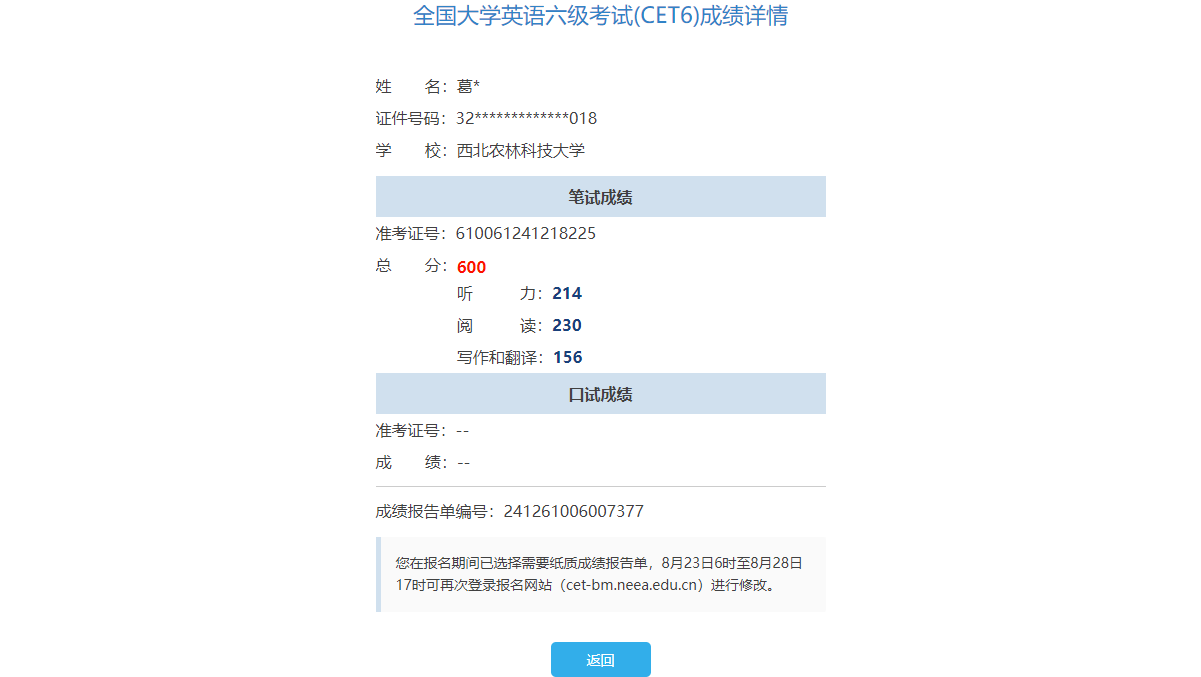 全国大学英语六级考试(CET6)成绩详情
姓 名：葛*
证件号码：32*************018
学 校：西北农林科技大学
笔试成绩
准考证号：610061241218225
总 分：600
听 力：214
阅 读：230
写作和翻译：156
口试成绩
准考证号：--
成 绩：--
成绩报告单编号：241261006007377
您在报名期间已选择需要纸质成绩报告单，8月23日6时至8月28日
17时可再次登录报名网站（cet-bm.neea.edu.cn）进行修改。
返回